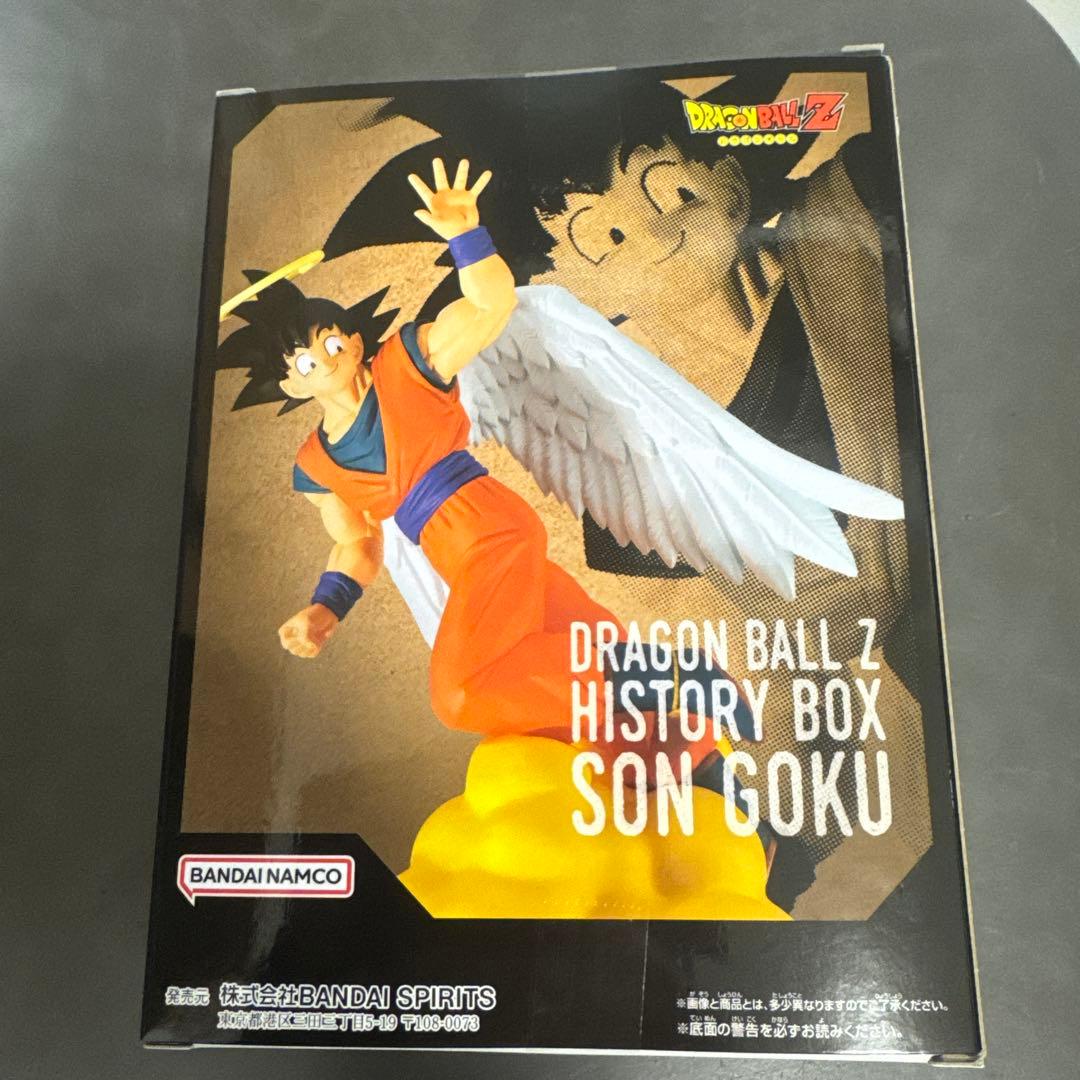 DRAGON BALL Z
DRAGON BALL Z
HISTORY BOX
SON GOKU
BANDAI NAMCO
発売元 株式会社BANDAI SPIRITS
東京都港区三田三丁目5-19 〒108-0073
※画像と商品とは、多少異なりますのでご了承ください。
※底面の警告を必ずお読みください。